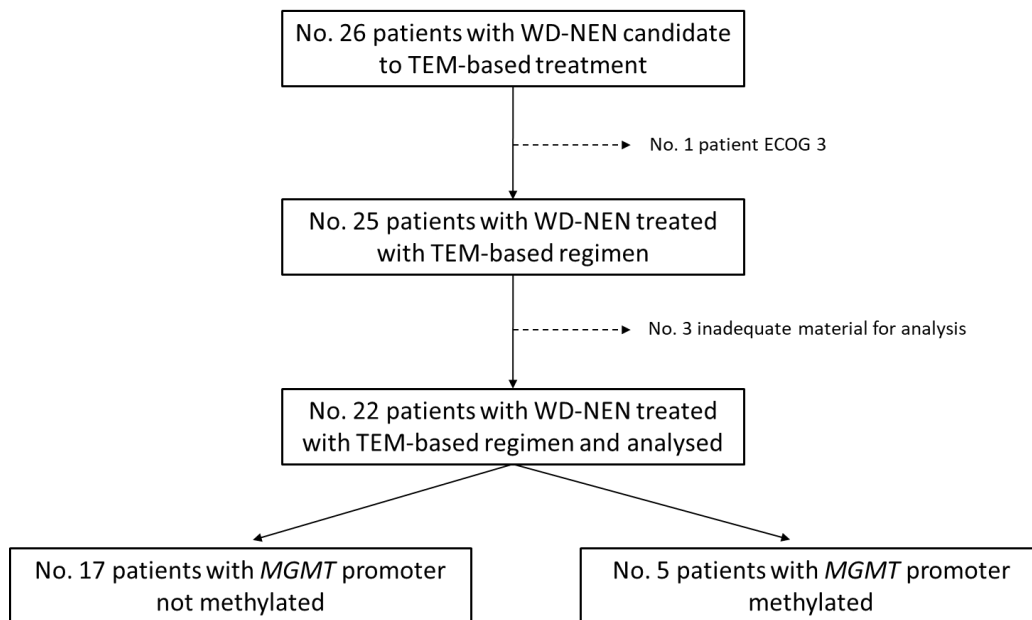 No. 26 patients with WD-NEN candidate
to TEM-based treatment
No. 1 patient ECOG 3
No. 25 patients with WD-NEN treated
with TEM-based regimen
No. 3 inadequate material for analysis
No. 22 patients with WD-NEN treated
with TEM-based regimen and analysed
No. 17 patients with MGMT promoter
not methylated
No. 5 patients with MGMT promoter
methylated